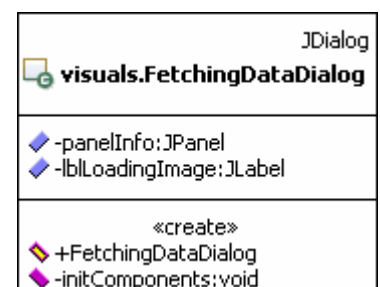 JDialog
visuals.FetchingDataDialog
-panelInfo:JPanel
-lblLoadingImage:JLabel
«create»
+FetchingDataDialog
-initComponents:void